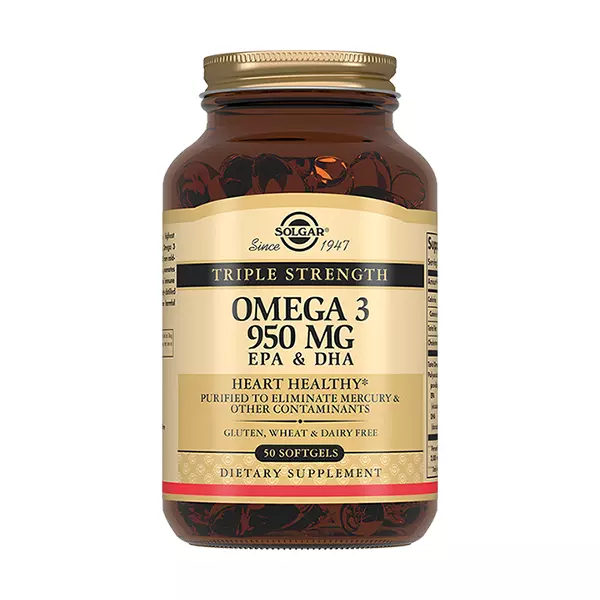 SOLGAR®
Since 1947
TRIPLE STRENGTH
OMEGA 3
950 MG
EPA & DHA
HEART HEALTHY*
PURIFIED TO ELIMINATE MERCURY &
OTHER CONTAMINANTS
GLUTEN, WHEAT & DAIRY FREE
50 SOFTGELS
DIETARY SUPPLEMENT